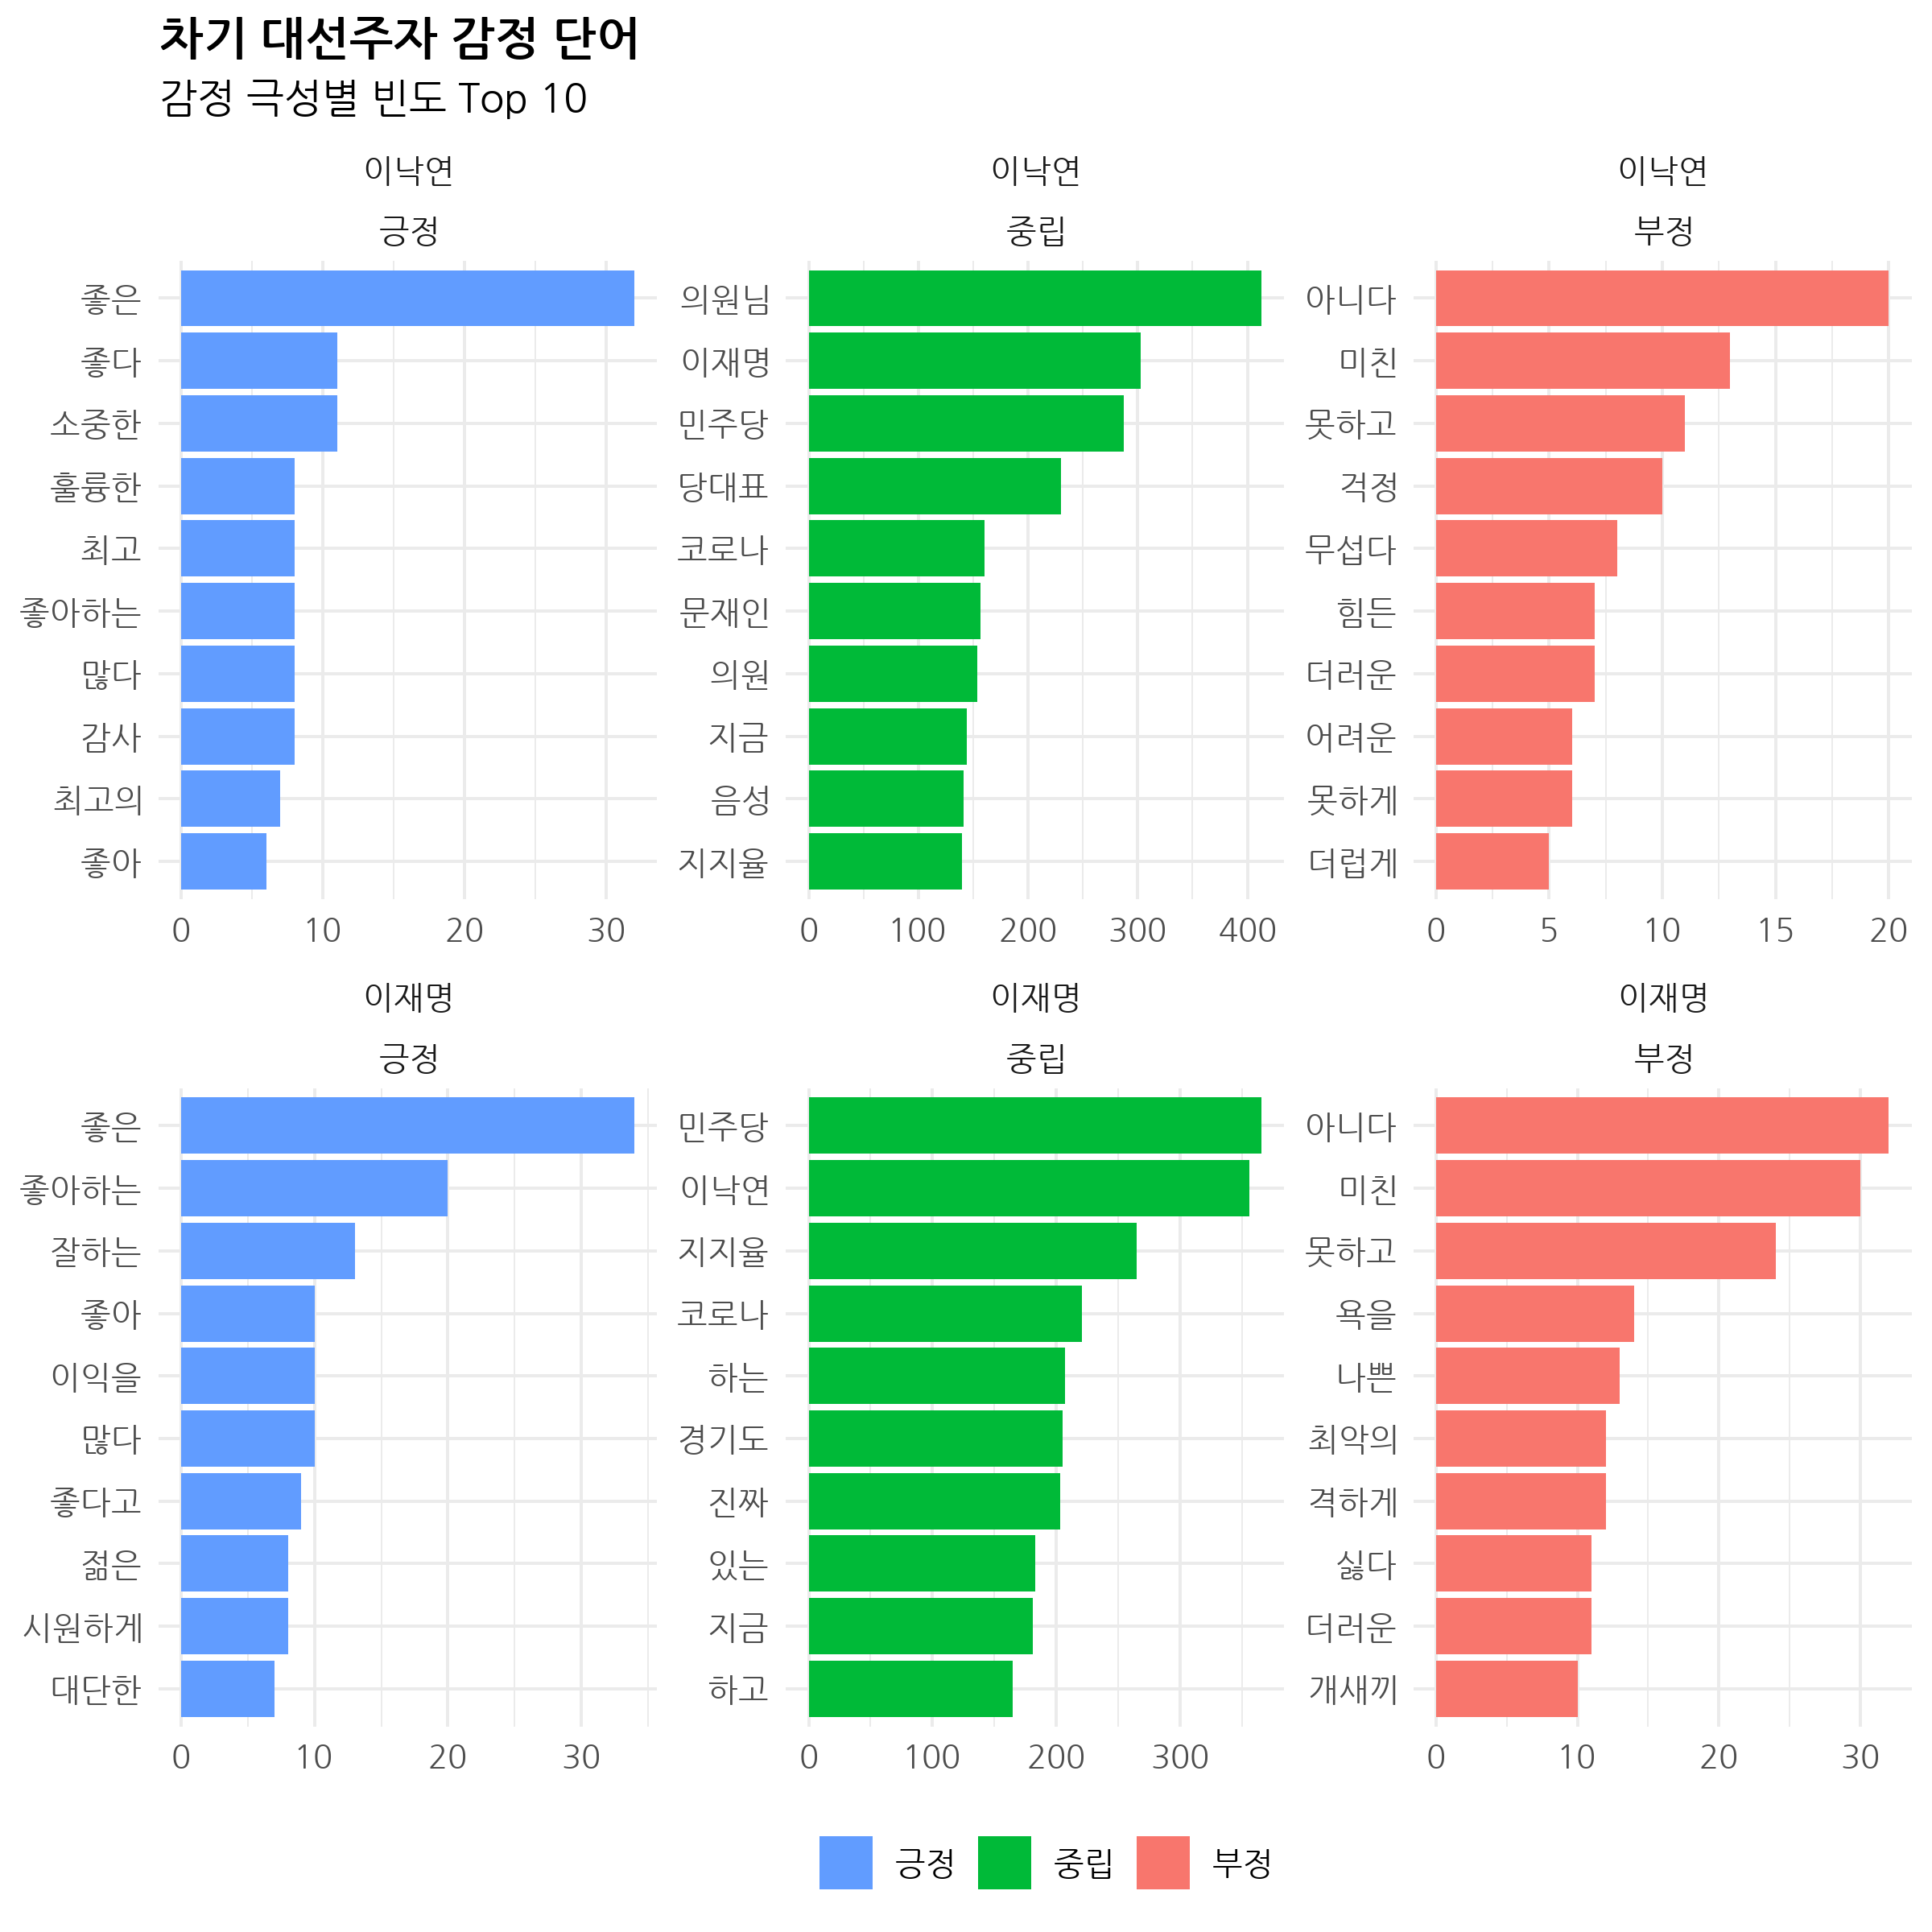 차기 대선주자 감정 단어
감정 극성별 빈도 Top 10
이낙연
긍정
좋은
좋다
소중한
훌륭한
최고
좋아하는
많다
감사
최고의
좋아
0 10 20 30
이낙연
중립
의원님
이재명
민주당
당대표
코로나
문재인
의원
지금
음성
지지율
0 100 200 300 400
이낙연
부정
아니다
미친
못하고
걱정
무섭다
힘든
더러운
어려운
못하게
더럽게
0 5 10 15 20
이재명
긍정
좋은
좋아하는
잘하는
좋아
이익을
많다
좋다고
젊은
시원하게
대단한
0 10 20 30
이재명
중립
민주당
이낙연
지지율
코로나
하는
경기도
진짜
있는
지금
하고
0 100 200 300
이재명
부정
아니다
미친
못하고
욕을
나쁜
최악의
격하게
싫다
더러운
개새끼
0 10 20 30
긍정 중립 부정